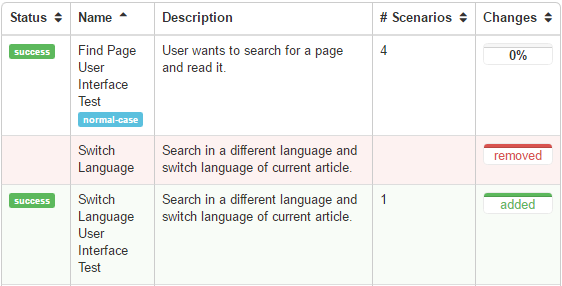 Status Name Description # Scenarios Changes
success Find Page User wants to search for a page 4 0%
User and read it.
Interface
Test
normal-case
Switch Search in a different language and removed
Language switch language of current article.
success Switch Search in a different language and 1 added
Language switch language of current article.
User
Interface
Test